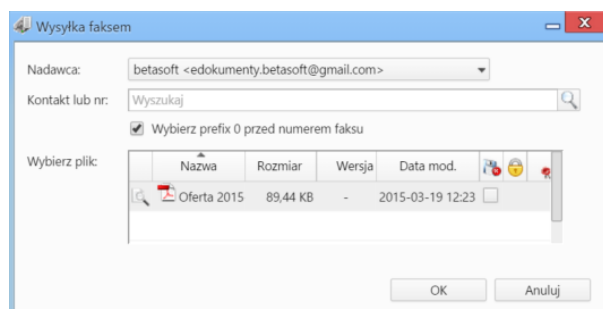 Wysyłka faksem
Nadawca: betasoft <edokumenty.betasoft@gmail.com>
Kontakt lub nr: Wyszukaj
Wybierz prefix 0 przed numerem faksu
Wybierz plik: Nazwa Rozmiar Wersja Data mod.
Oferta 2015 89,44 KB - 2015-03-19 12:23
OK Anuluj